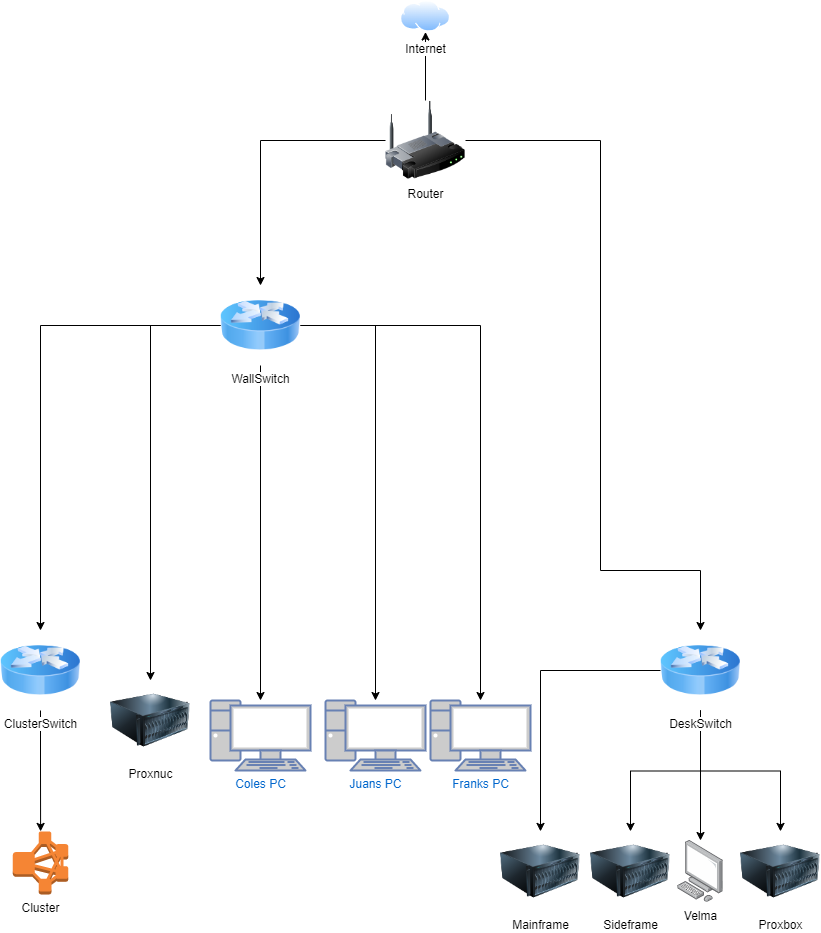 Internet
Router
WallSwitch
ClusterSwitch
DeskSwitch
Proxnuc
Coles PC
Juans PC
Franks PC
Cluster
Mainframe
Sideframe
Velma
Proxbox